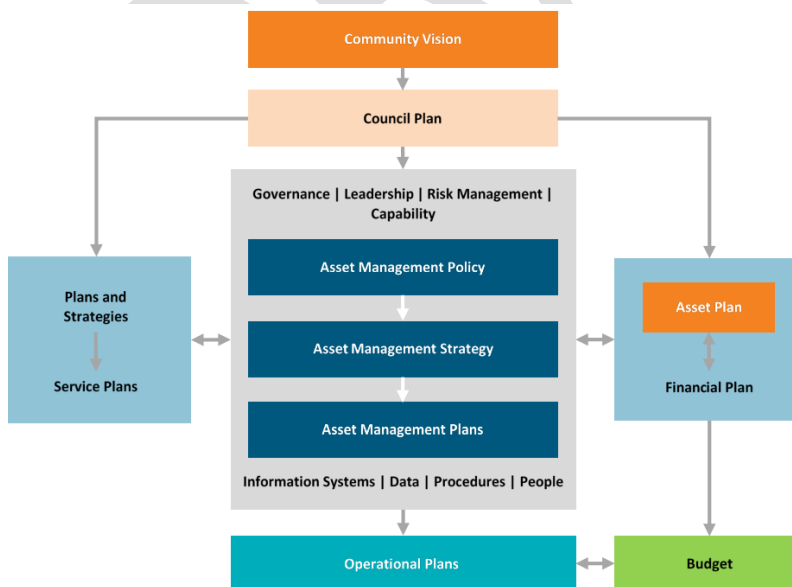 Community Vision
Council Plan
Governance | Leadership | Risk Management |
Capability
Asset Management Policy
Plans and
Strategies
Asset Plan
Asset Management Strategy
Service Plans
Financial Plan
Asset Management Plans
Information Systems | Data | Procedures | People
Operational Plans
Budget